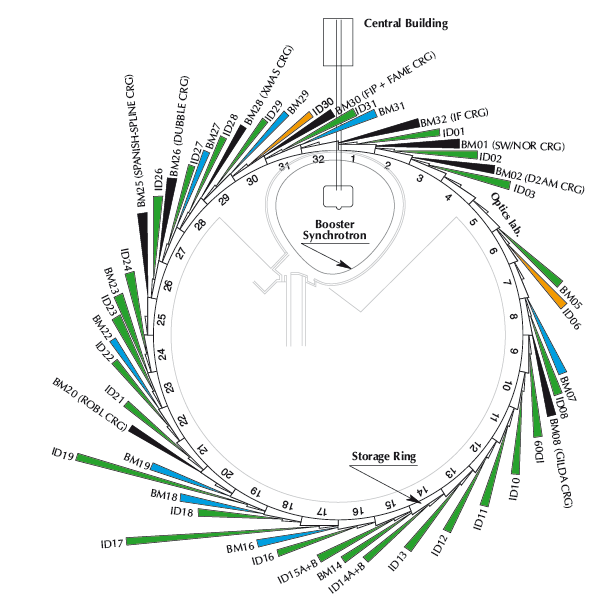 Central Building
BM32 (IF CRG)
ID01
BM01 (SW/NOR CRG)
ID02
BM02 (D2AM CRG)
ID03
Optics lab.
BM05
ID06
BM07
ID08
BM08 (GILDA CRG)
ID09
ID10
ID11
ID12
ID13
ID14A+B
BM14
ID15A+B
ID16
BM16
ID17
ID18
BM18
BM19
ID19
BM20 (ROBL CRG)
ID21
ID22
BM22
ID23
BM23
ID24
BM25 (SPANISH-SPLINE CRG)
ID26
BM26 (DUBBLE CRG)
ID27
BM27
ID28
BM28 (XMAS CRG)
ID29
BM29
ID30
BM30 (FIP + FAME CRG)
ID31
BM31
1
2
3
4
5
6
7
8
9
10
11
12
13
14
15
16
17
18
19
20
21
22
23
24
25
26
27
28
29
30
31
32
Booster
Synchrotron
Storage Ring